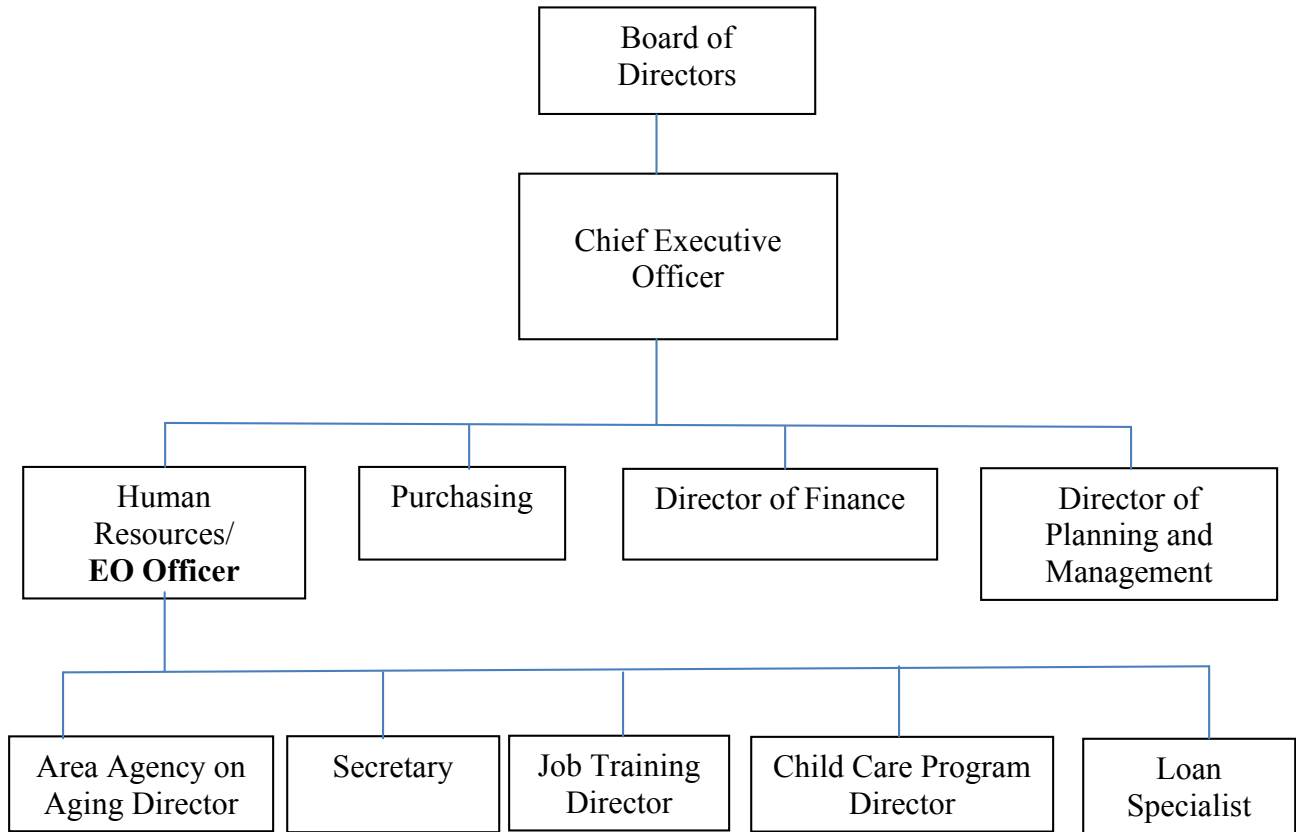 Board of
Directors
Chief Executive
Officer
Human
Resources/
EO Officer
Purchasing
Director of Finance
Director of
Planning and
Management
Area Agency on
Aging Director
Secretary
Job Training
Director
Child Care Program
Director
Loan
Specialist